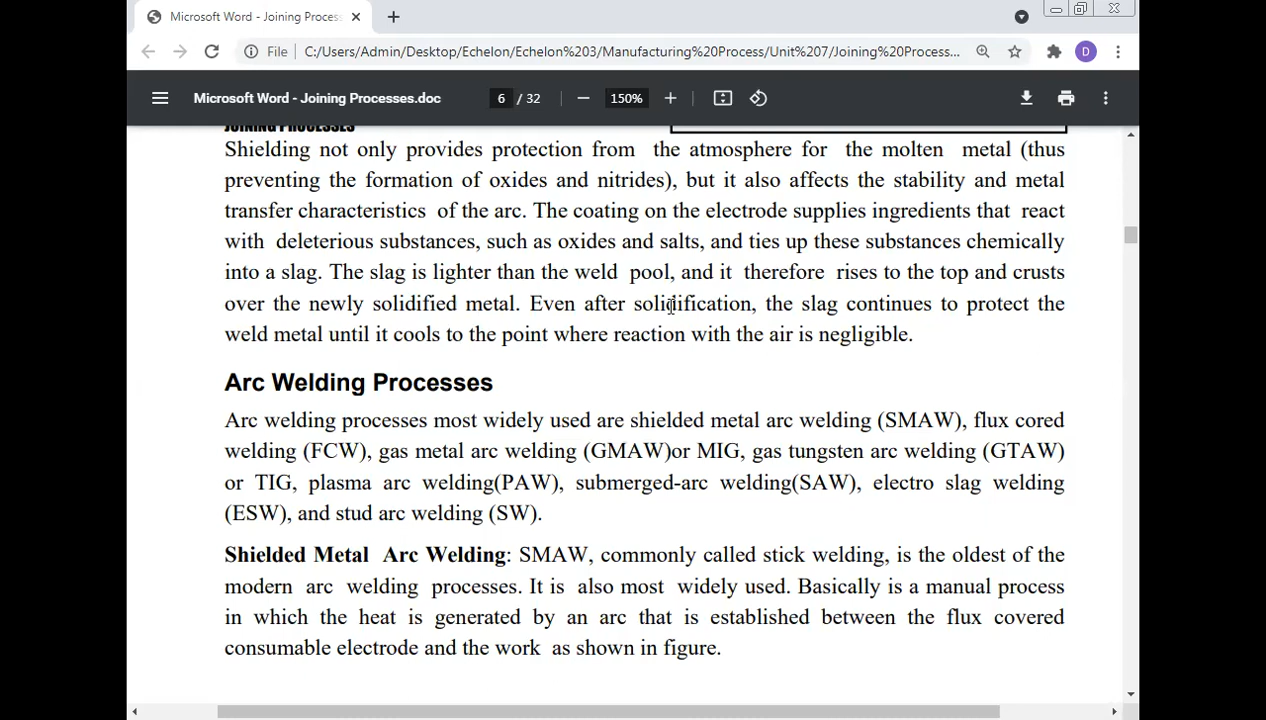 Microsoft Word - Joining Process
File C:/Users/Admin/Desktop/Echelon/Echelon%203/Manufacturing%20Process/Unit%207/Joining%20Process...
D
Microsoft Word - Joining Processes.doc 6 / 32 150%
JOINING PROCESSES
Shielding not only provides protection from the atmosphere for the molten metal (thus
preventing the formation of oxides and nitrides), but it also affects the stability and metal
transfer characteristics of the arc. The coating on the electrode supplies ingredients that react
with deleterious substances, such as oxides and salts, and ties up these substances chemically
into a slag. The slag is lighter than the weld pool, and it therefore rises to the top and crusts
over the newly solidified metal. Even after solidification, the slag continues to protect the
weld metal until it cools to the point where reaction with the air is negligible.
Arc Welding Processes
Arc welding processes most widely used are shielded metal arc welding (SMAW), flux cored
welding (FCW), gas metal arc welding (GMAW)or MIG, gas tungsten arc welding (GTAW)
or TIG, plasma arc welding(PAW), submerged-arc welding(SAW), electro slag welding
(ESW), and stud arc welding (SW).
Shielded Metal Arc Welding: SMAW, commonly called stick welding, is the oldest of the
modern arc welding processes. It is also most widely used. Basically is a manual process
in which the heat is generated by an arc that is established between the flux covered
consumable electrode and the work as shown in figure.